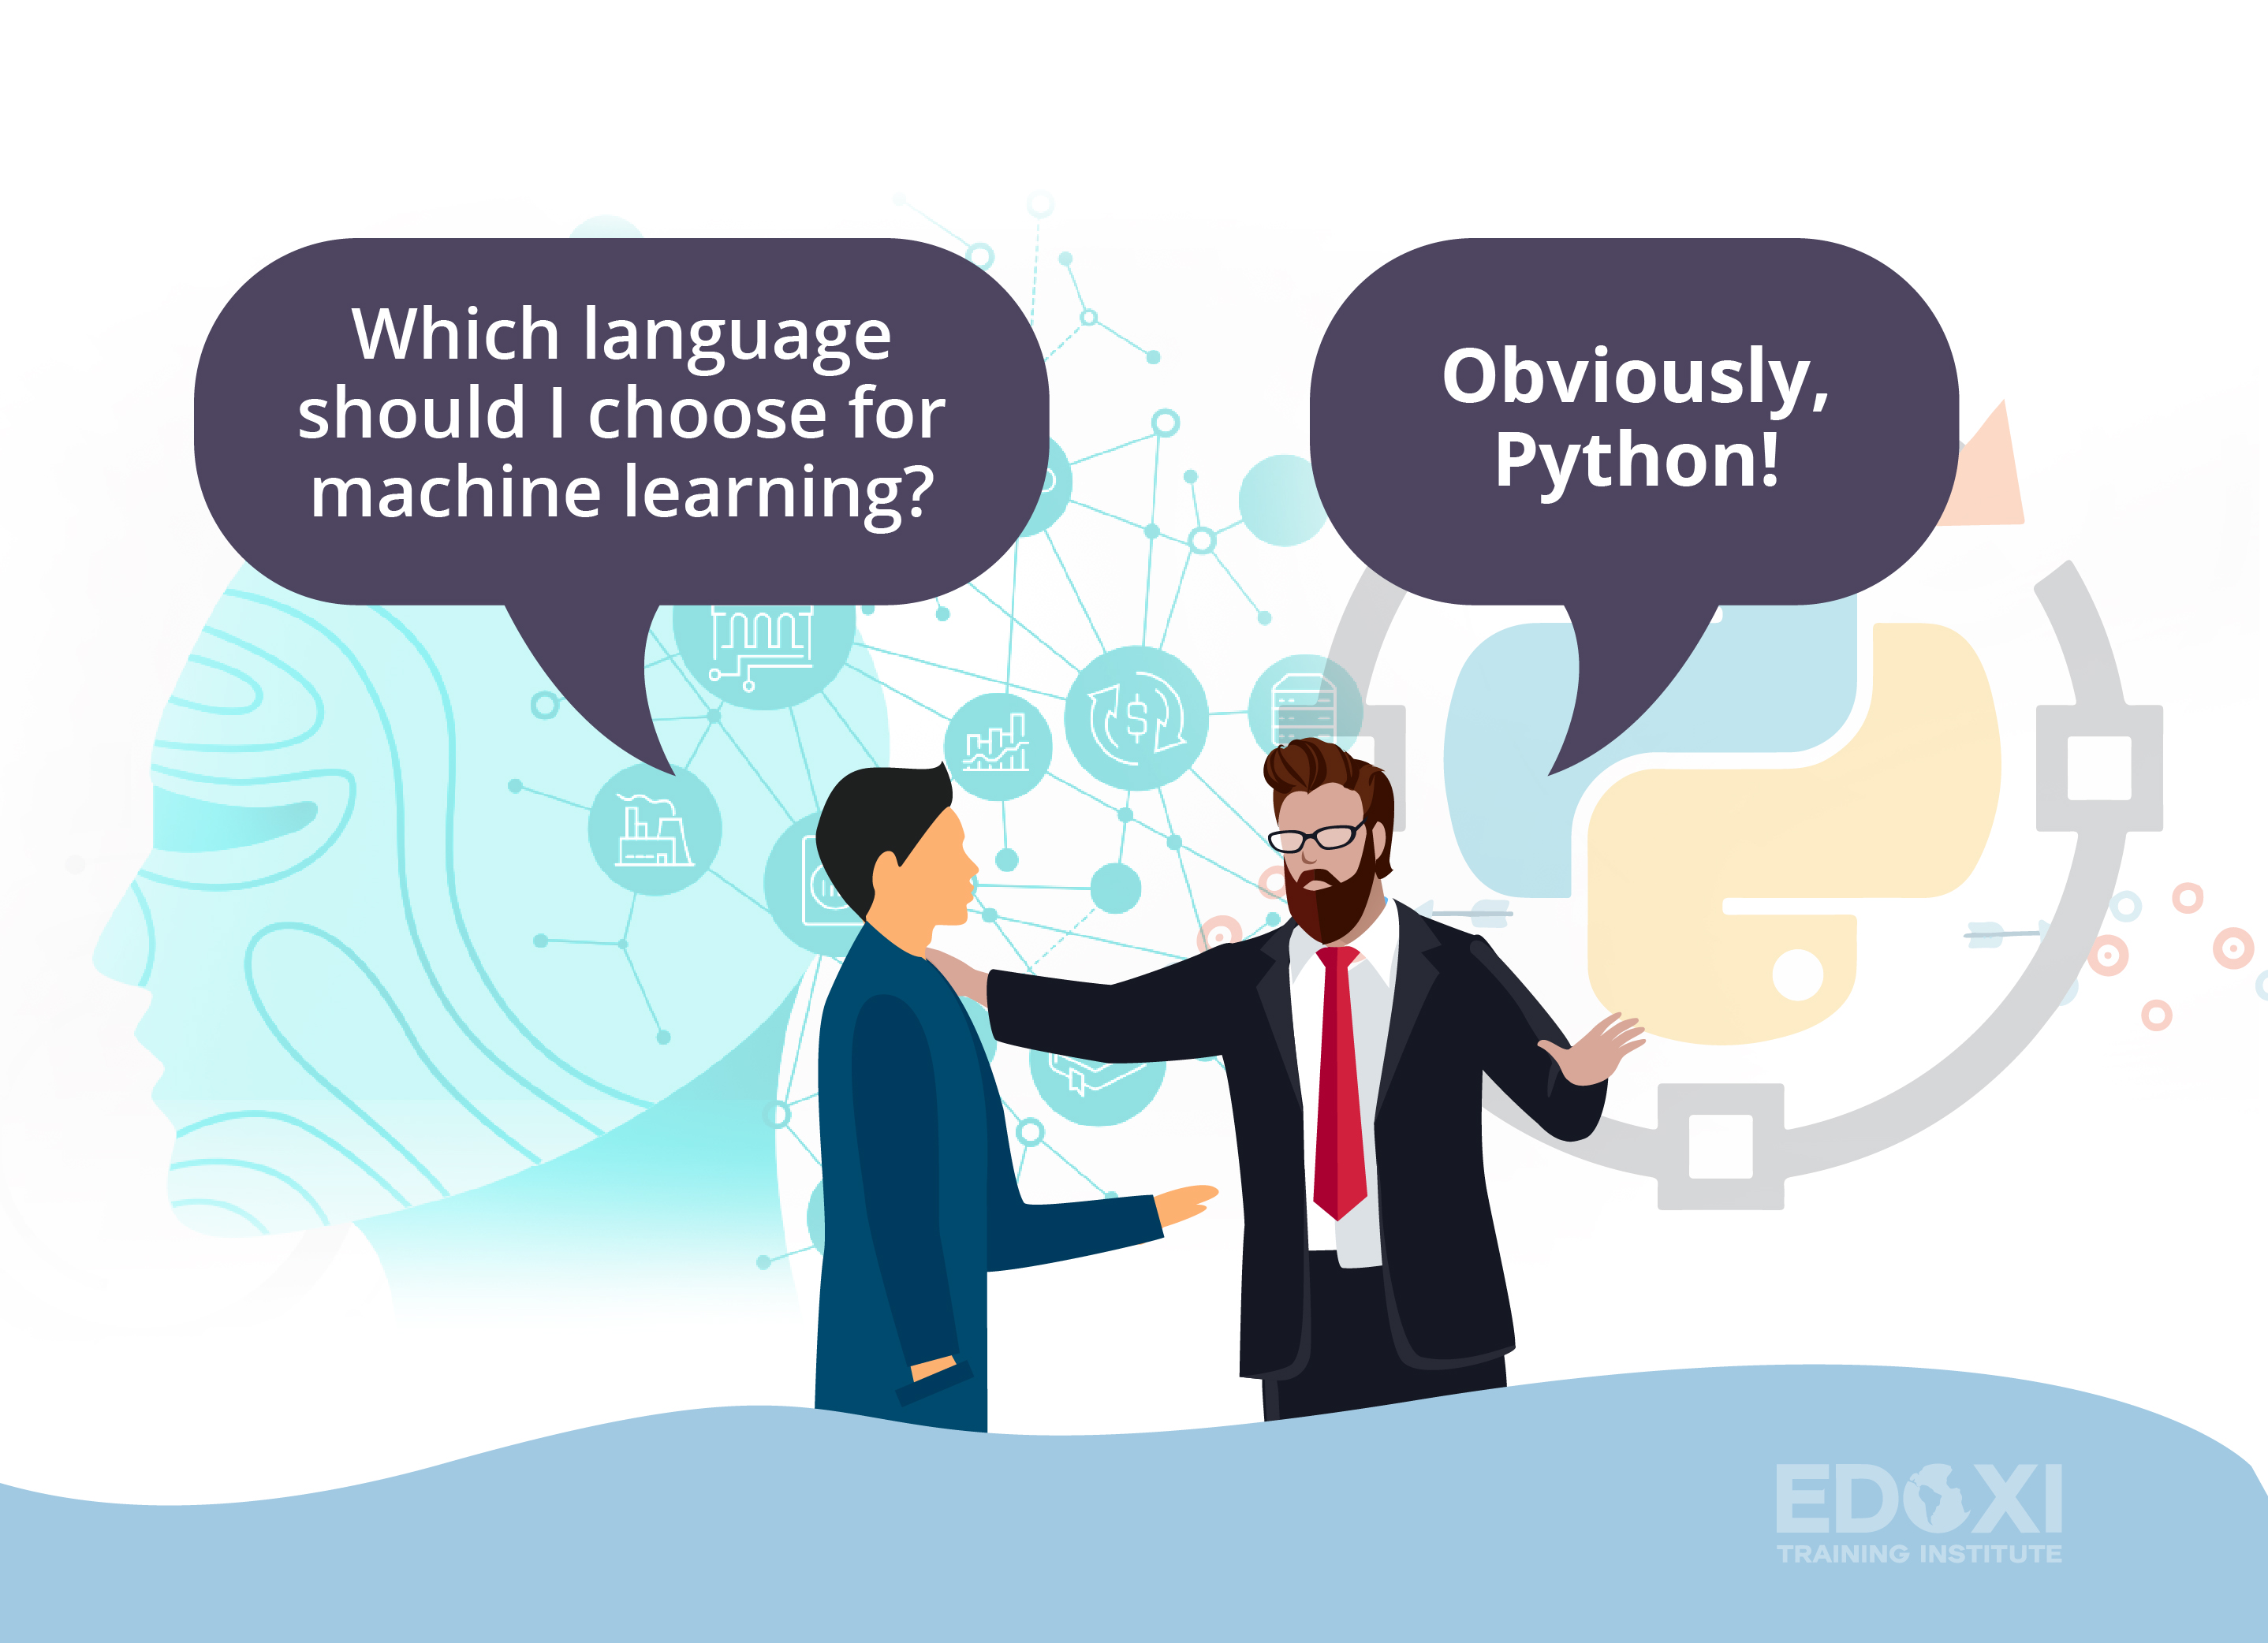 Which language
should I choose for
machine learning?
Obviously,
Python!
EDOXI
TRAINING INSTITUTE